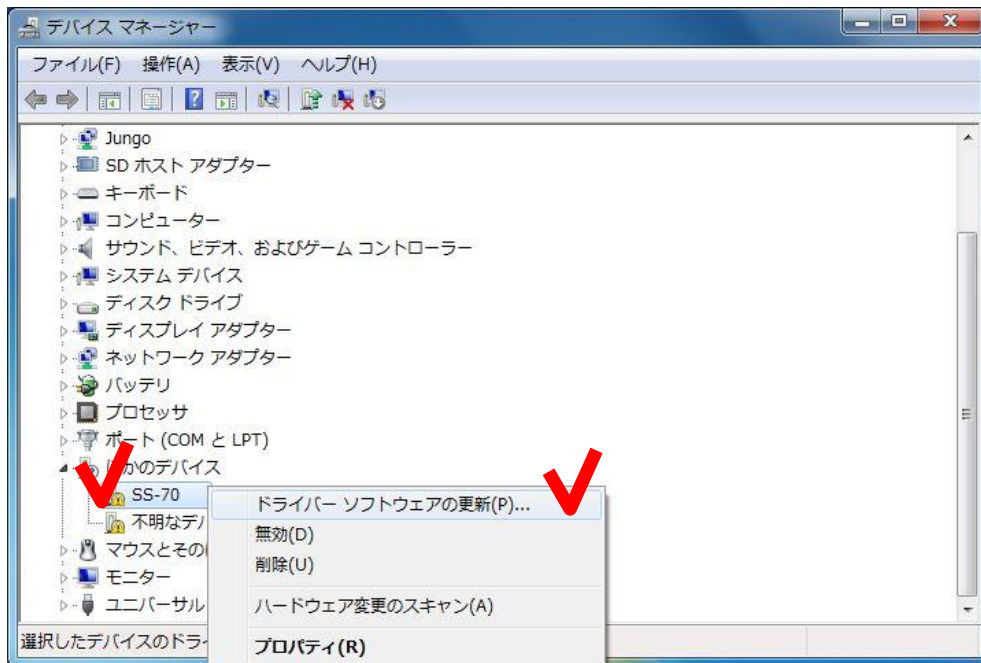 デバイス マネージャー
ファイル(F) 操作(A) 表示(V) ヘルプ(H)
Jungo
SD ホスト アダプター
キーボード
コンピューター
サウンド、ビデオ、およびゲーム コントローラー
システム デバイス
ディスク ドライブ
ディスプレイ アダプター
ネットワーク アダプター
バッテリ
プロセッサ
ポート (COM と LPT)
ほかのデバイス
SS-70
ドライバー ソフトウェアの更新(P)...
不明なデバ
無効(D)
マウスとその
削除(U)
モニター
ユニバーサル
ハードウェア変更のスキャン(A)
選択したデバイスのドラ
プロパティ(R)